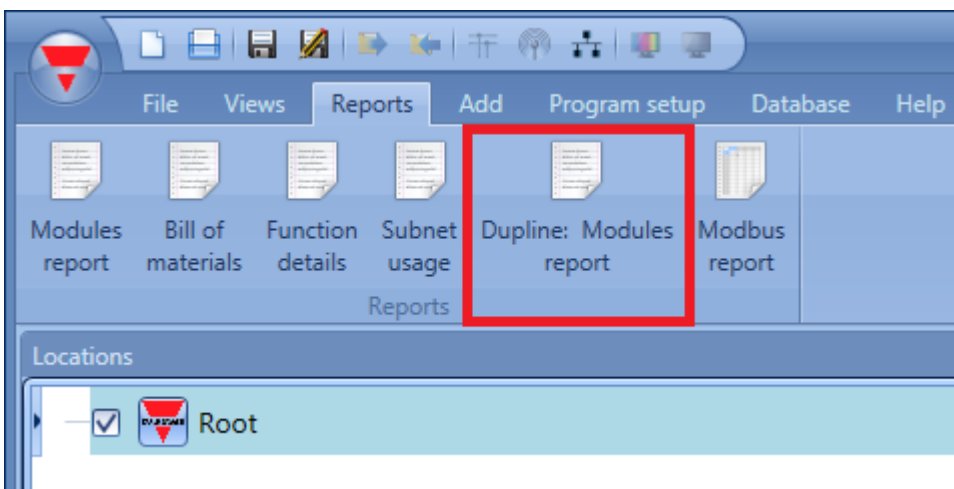 File Views Reports Add Program setup Database Help
Modules report
Bill of materials
Function details
Subnet usage
Dupline: Modules report
Modbus report
Reports
Locations
Root